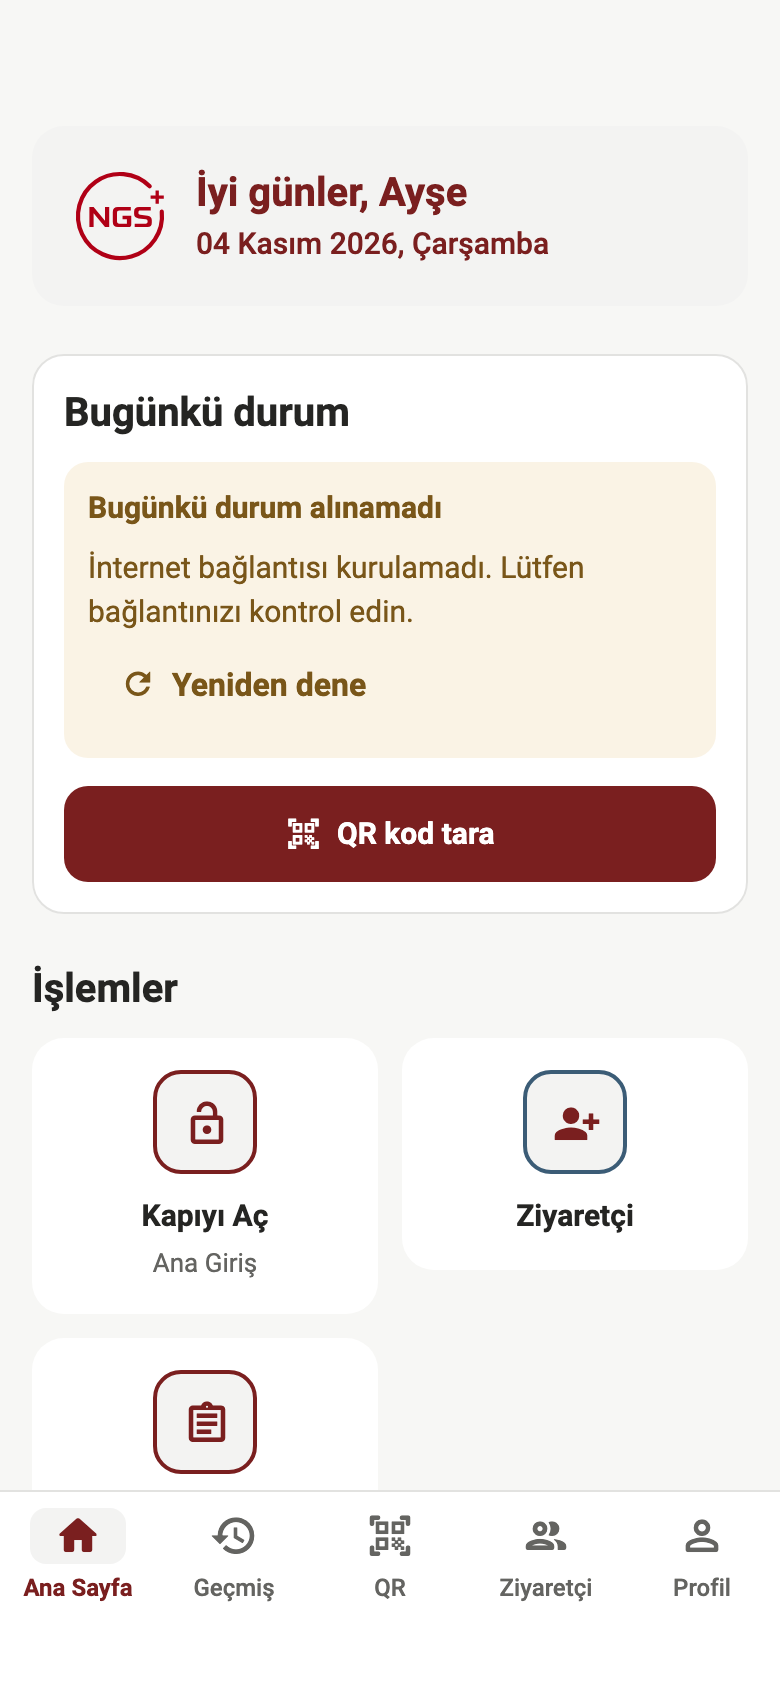 NGS+
İyi günler, Ayşe
04 Kasım 2026, Çarşamba
Bugünkü durum
Bugünkü durum alınamadı
İnternet bağlantısı kurulamadı. Lütfen
bağlantınızı kontrol edin.
Yeniden dene
QR kod tara
İşlemler
Kapıyı Aç
Ana Giriş
Ziyaretçi
Ana Sayfa
Geçmiş
QR
Ziyaretçi
Profil